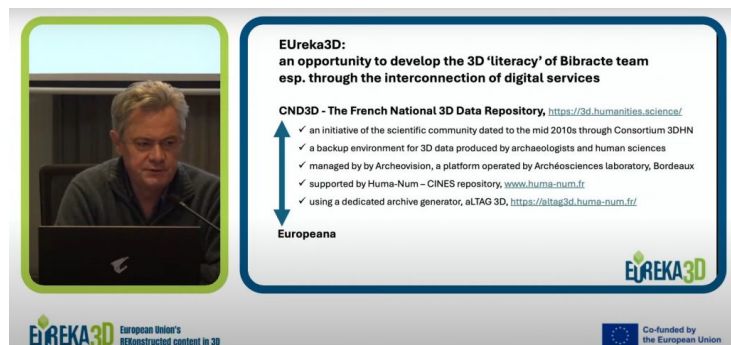 EUreka3D:
an opportunity to develop the 3D ‘literacy’ of Bibracte team
esp. through the interconnection of digital services
CND3D - The French National 3D Data Repository, https://3d.humanities.science/
✓ an initiative of the scientific community dated to the mid 2010s through Consortium 3DHN
✓ a backup environment for 3D data produced by archaeologists and human sciences
✓ managed by by Archeovision, a platform operated by Archéosciences laboratory, Bordeaux
✓ supported by Huma-Num – CINES repository, www.huma-num.fr
✓ using a dedicated archive generator, aLTAG 3D, https://altag3d.huma-num.fr/
Europeana
EUREKA3D
EUREKA3D
European Union's
REKonstructed content in 3D
Co-funded by
the European Union